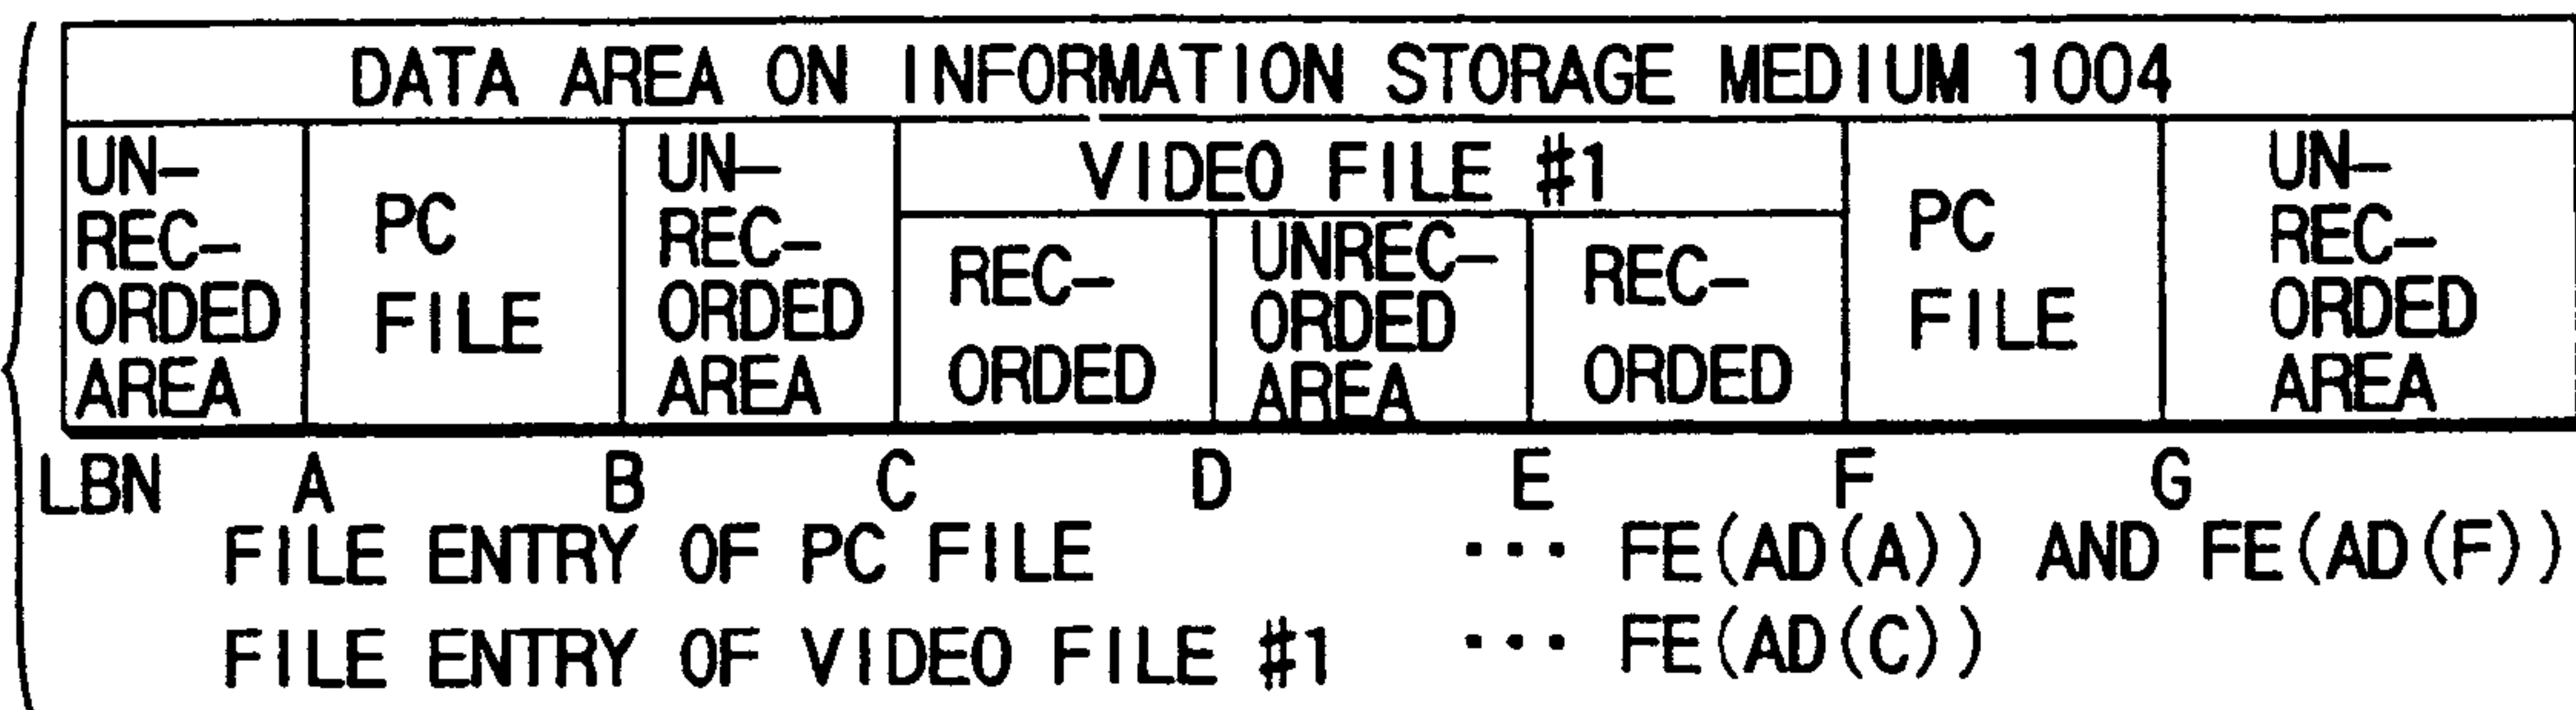 DATA AREA ON INFORMATION STORAGE MEDIUM 1004
UN-
REC-
ORDED
AREA
PC
FILE
UN-
REC-
ORDED
AREA
VIDEO FILE #1
REC-
ORDED
UNREC-
ORDED
AREA
REC-
ORDED
PC
FILE
UN-
REC-
ORDED
AREA
LBN A B C D E F G
FILE ENTRY OF PC FILE ··· FE(AD(A)) AND FE(AD(F))
FILE ENTRY OF VIDEO FILE #1 ··· FE(AD(C))